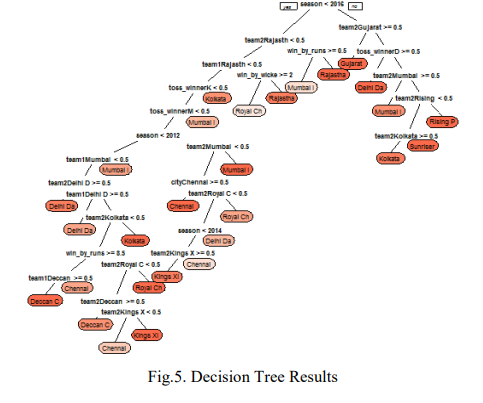 yes season < 2016 no
team2Gujarat >= 0.5
team2Rajasth < 0.5
win_by_runs >= 0.5 toss_winnerD >= 0.5
team1Rajasth < 0.5 Gujarat
win_by_wicke >= 2 Rajastha team2Mumbai >= 0.5
toss_winnerK < 0.5 Mumbai I Delhi Da
Kolkata Rajastha team2Rising < 0.5
toss_winnerM < 0.5 Royal Ch Mumbai I
Mumbai I Rising P
season < 2012 team2Kolkata >= 0.5
team1Mumbai < 0.5 team2Mumbai < 0.5 Sunriser
Mumbai I Mumbai I Kolkata
team2Delhi D >= 0.5 cityChennai >= 0.5
team1Delhi D >= 0.5 team2Royal C < 0.5
Delhi Da Chennai
team2Kolkata < 0.5 Royal Ch
Delhi Da season < 2014
Kolkata Delhi Da
win_by_runs >= 8.5 team2Kings X >= 0.5
team2Royal C < 0.5 Chennai
team1Deccan >= 0.5 Kings XI
Chennai Royal Ch
Deccan C team2Deccan >= 0.5
team2Kings X < 0.5
Deccan C
Kings XI
Chennai
Fig.5. Decision Tree Results